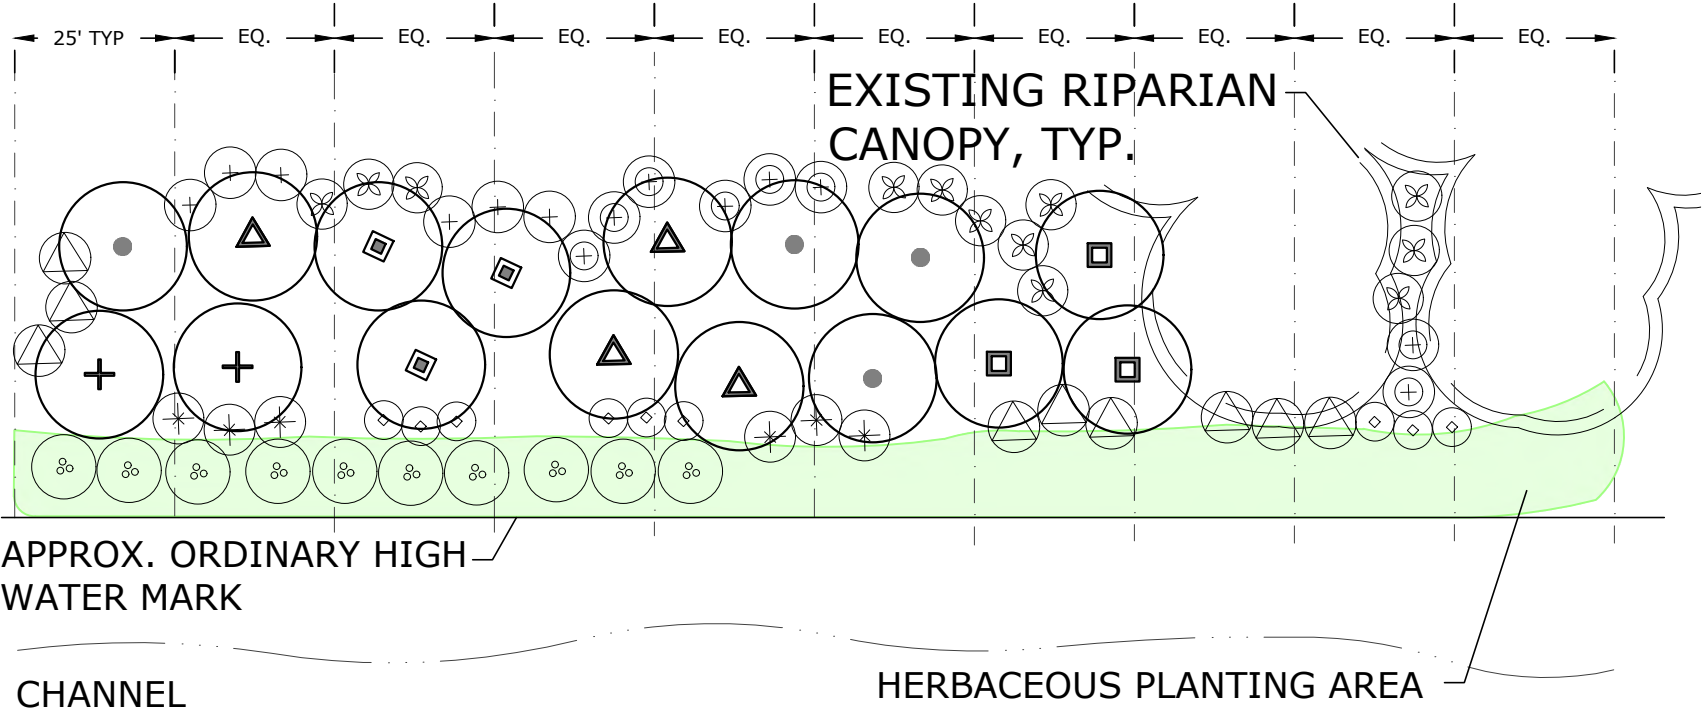 25' TYP EQ. EQ. EQ. EQ. EQ. EQ. EQ. EQ. EQ.
EXISTING RIPARIAN
CANOPY, TYP.
APPROX. ORDINARY HIGH
WATER MARK
HERBACEOUS PLANTING AREA
CHANNEL